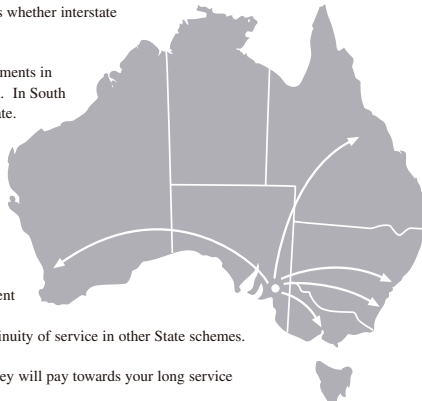 s whether interstate
ments in
. In South
ate.
ent
inuity of service in other State schemes.
ey will pay towards your long service